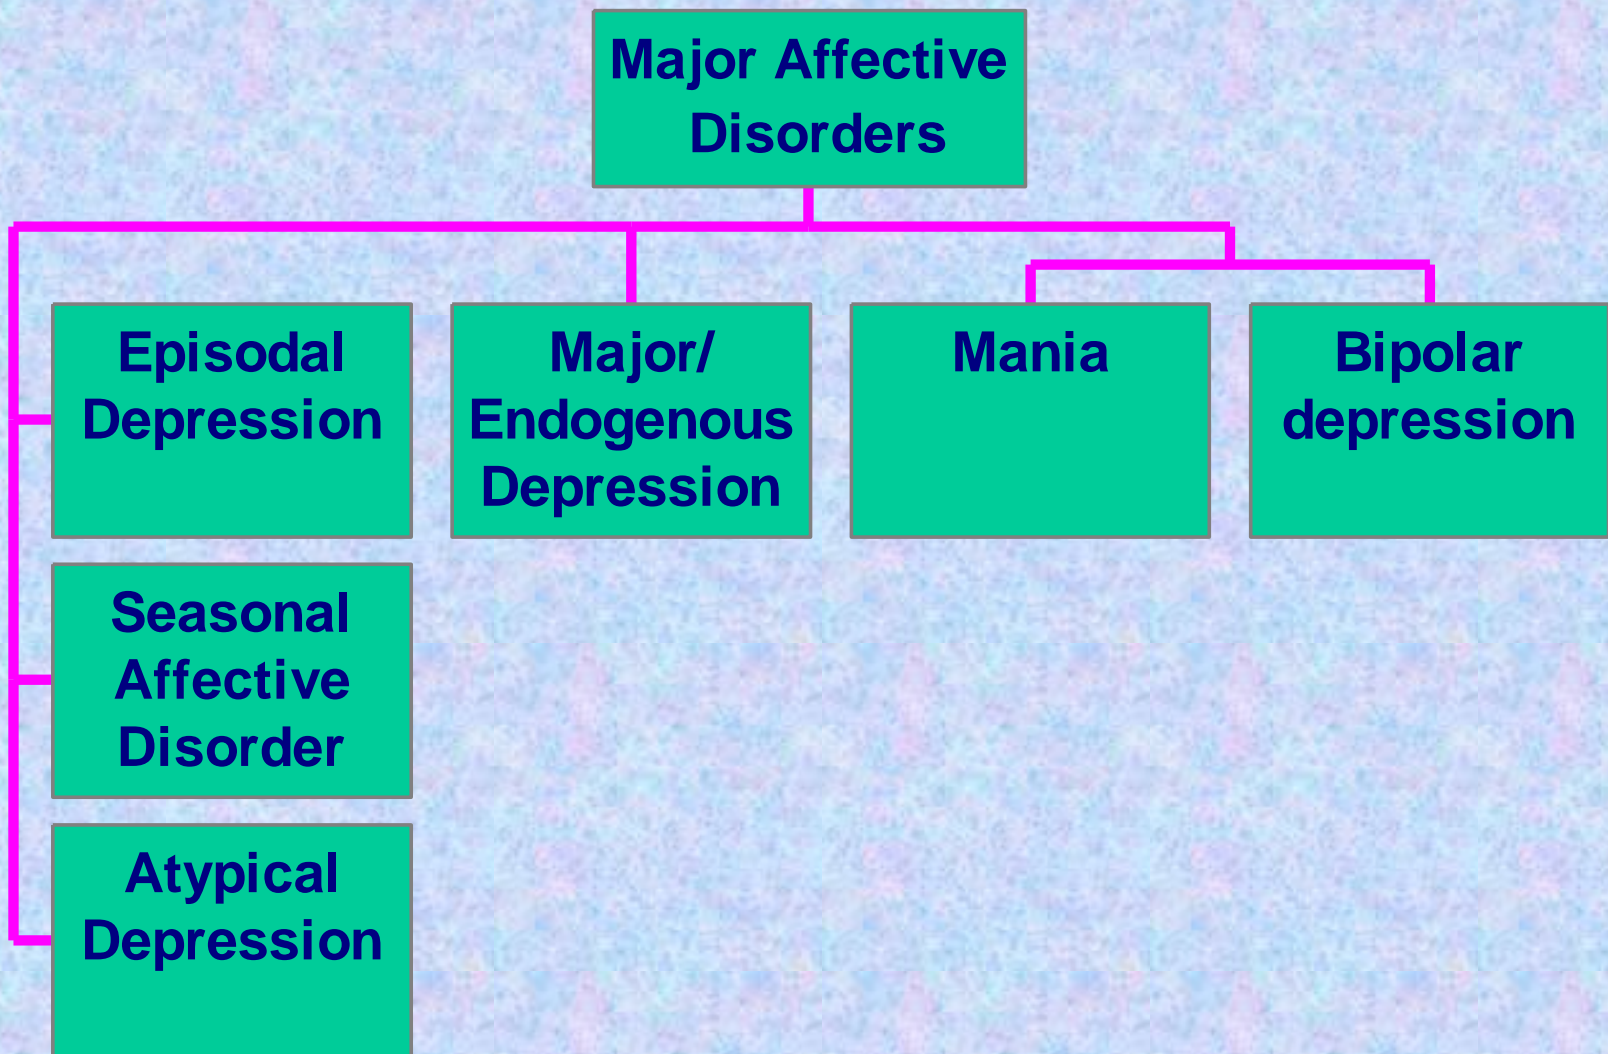 Major Affective
Disorders
Episodal
Depression
Major/
Endogenous
Depression
Mania
Bipolar
depression
Seasonal
Affective
Disorder
Atypical
Depression